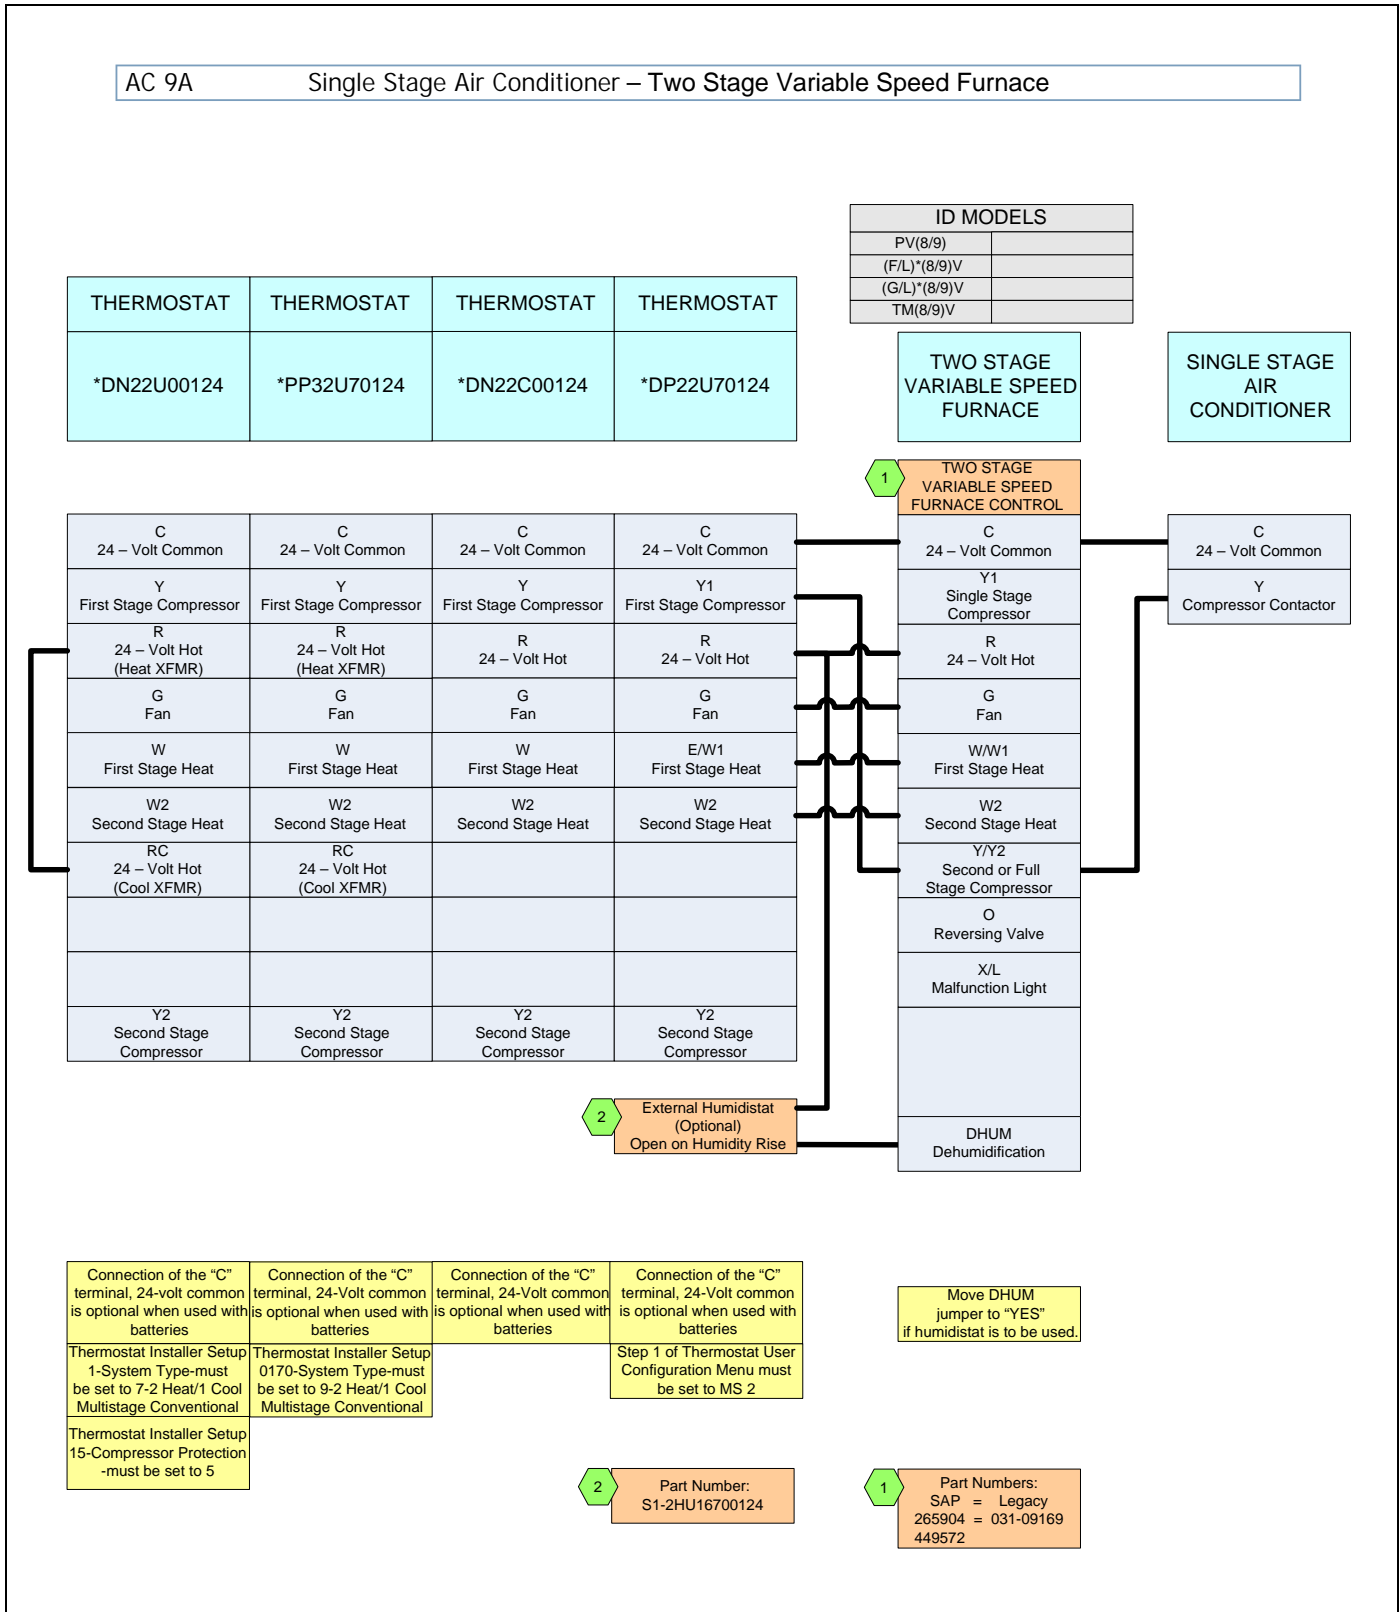 AC 9A Single Stage Air Conditioner – Two Stage Variable Speed Furnace
ID MODELS
PV(8/9)
(F/L)*(8/9)V
(G/L)*(8/9)V
TM(8/9)V
THERMOSTAT
*DN22U00124
THERMOSTAT
*PP32U70124
THERMOSTAT
*DN22C00124
THERMOSTAT
*DP22U70124
TWO STAGE
VARIABLE SPEED
FURNACE
SINGLE STAGE
AIR
CONDITIONER
1
TWO STAGE
VARIABLE SPEED
FURNACE CONTROL
C
24 – Volt Common
Y
First Stage Compressor
R
24 – Volt Hot
(Heat XFMR)
G
Fan
W
First Stage Heat
W2
Second Stage Heat
RC
24 – Volt Hot
(Cool XFMR)
Y2
Second Stage
Compressor
C
24 – Volt Common
Y
First Stage Compressor
R
24 – Volt Hot
(Heat XFMR)
G
Fan
W
First Stage Heat
W2
Second Stage Heat
RC
24 – Volt Hot
(Cool XFMR)
Y2
Second Stage
Compressor
C
24 – Volt Common
Y
First Stage Compressor
R
24 – Volt Hot
G
Fan
W
First Stage Heat
W2
Second Stage Heat
Y2
Second Stage
Compressor
C
24 – Volt Common
Y1
First Stage Compressor
R
24 – Volt Hot
G
Fan
E/W1
First Stage Heat
W2
Second Stage Heat
Y2
Second Stage
Compressor
C
24 – Volt Common
Y1
Single Stage
Compressor
R
24 – Volt Hot
G
Fan
W/W1
First Stage Heat
W2
Second Stage Heat
Y/Y2
Second or Full
Stage Compressor
O
Reversing Valve
X/L
Malfunction Light
DHUM
Dehumidification
C
24 – Volt Common
Y
Compressor Contactor
2
External Humidistat
(Optional)
Open on Humidity Rise
Connection of the “C”
terminal, 24-volt common
is optional when used with
batteries
Thermostat Installer Setup
1-System Type-must
be set to 7-2 Heat/1 Cool
Multistage Conventional
Thermostat Installer Setup
15-Compressor Protection
-must be set to 5
Connection of the “C”
terminal, 24-Volt common
is optional when used with
batteries
Thermostat Installer Setup
0170-System Type-must
be set to 9-2 Heat/1 Cool
Multistage Conventional
Connection of the “C”
terminal, 24-Volt common
is optional when used with
batteries
Connection of the “C”
terminal, 24-Volt common
is optional when used with
batteries
Step 1 of Thermostat User
Configuration Menu must
be set to MS 2
Move DHUM
jumper to “YES”
if humidistat is to be used.
2
Part Number:
S1-2HU16700124
1
Part Numbers:
SAP = Legacy
265904 = 031-09169
449572